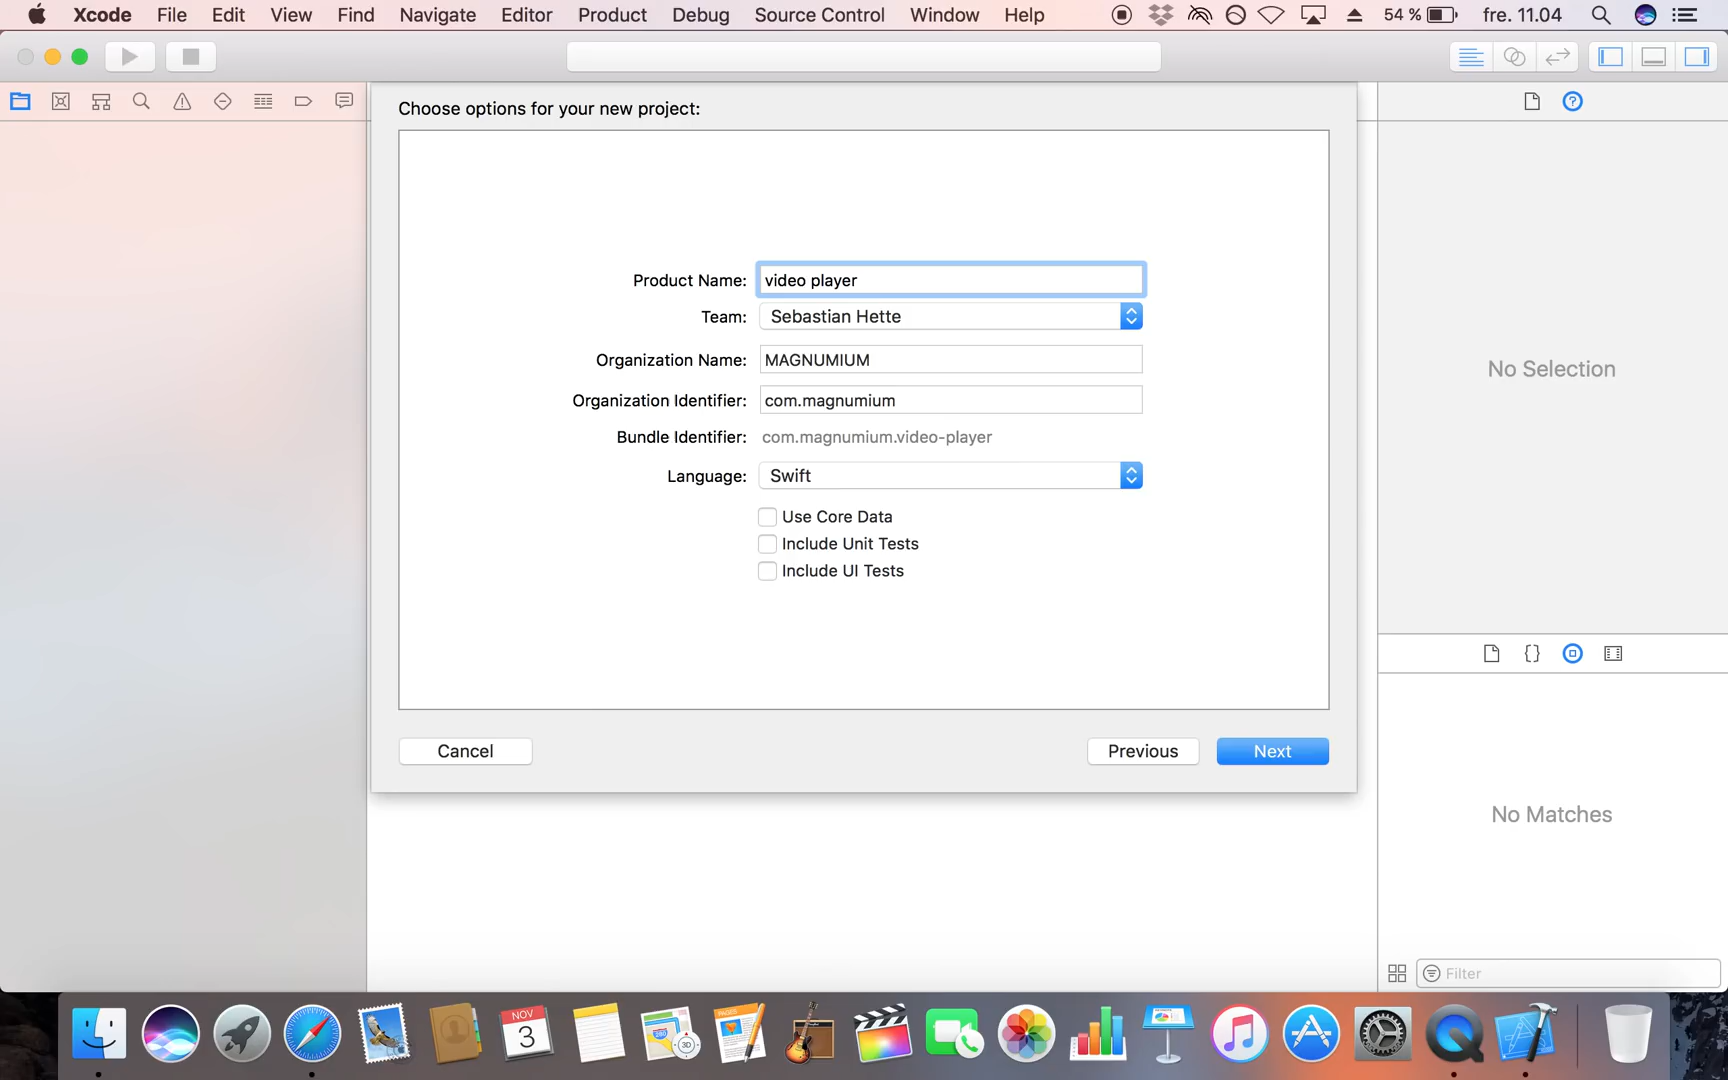 Xcode File Edit View Find Navigate Editor Product Debug Source Control Window Help 54 % fre. 11.04
Choose options for your new project:
Product Name: video player
Team: Sebastian Hette
Organization Name: MAGNUMIUM
Organization Identifier: com.magnumium
Bundle Identifier: com.magnumium.video-player
Language: Swift
Use Core Data
Include Unit Tests
Include UI Tests
Cancel Previous Next
No Selection
No Matches
Filter
NOV
3
PAGES
280
3D